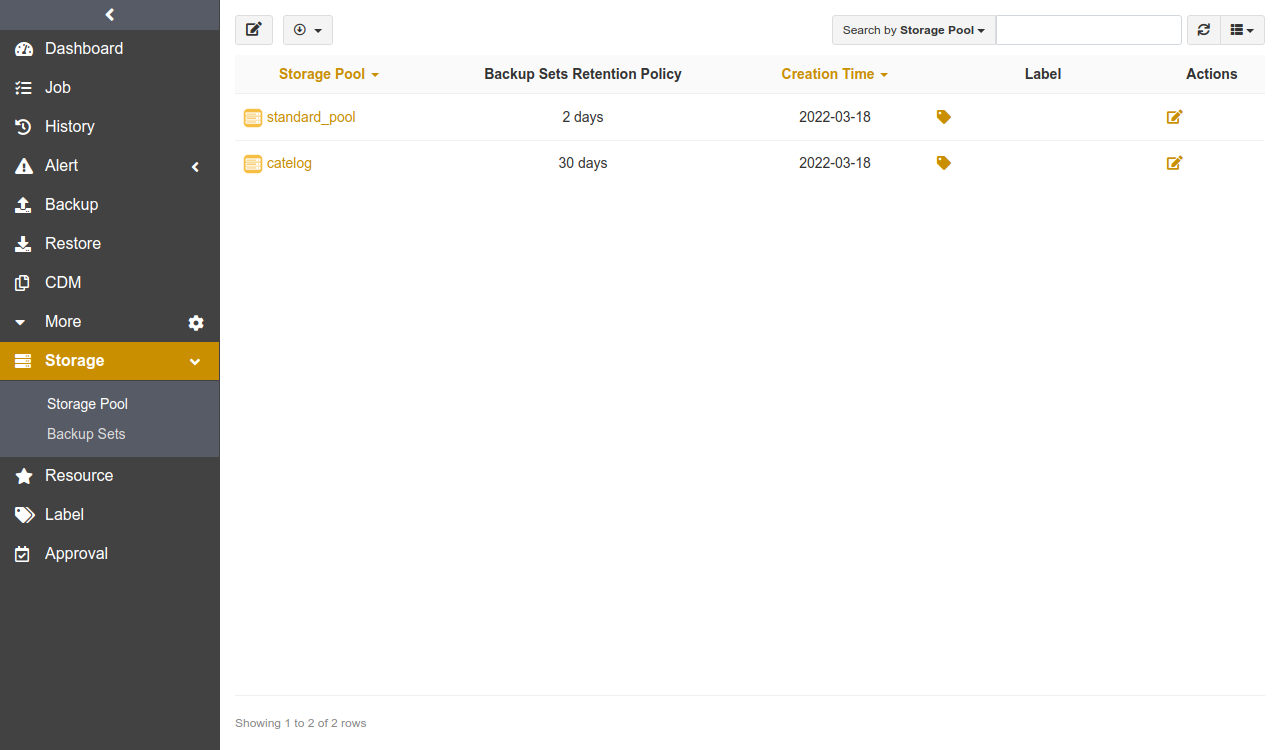 Dashboard
Job
History
Alert
Backup
Restore
CDM
More
Storage
Storage Pool
Backup Sets
Resource
Label
Approval
Search by Storage Pool
Storage Pool Backup Sets Retention Policy Creation Time Label Actions
standard_pool 2 days 2022-03-18
catelog 30 days 2022-03-18
Showing 1 to 2 of 2 rows